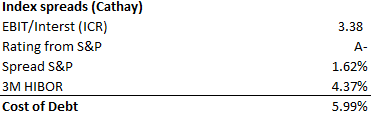 Index spreads (Cathay)
EBIT/Interst (ICR) 3.38
Rating from S&P A-
Spread S&P 1.62%
3M HIBOR 4.37%
Cost of Debt 5.99%